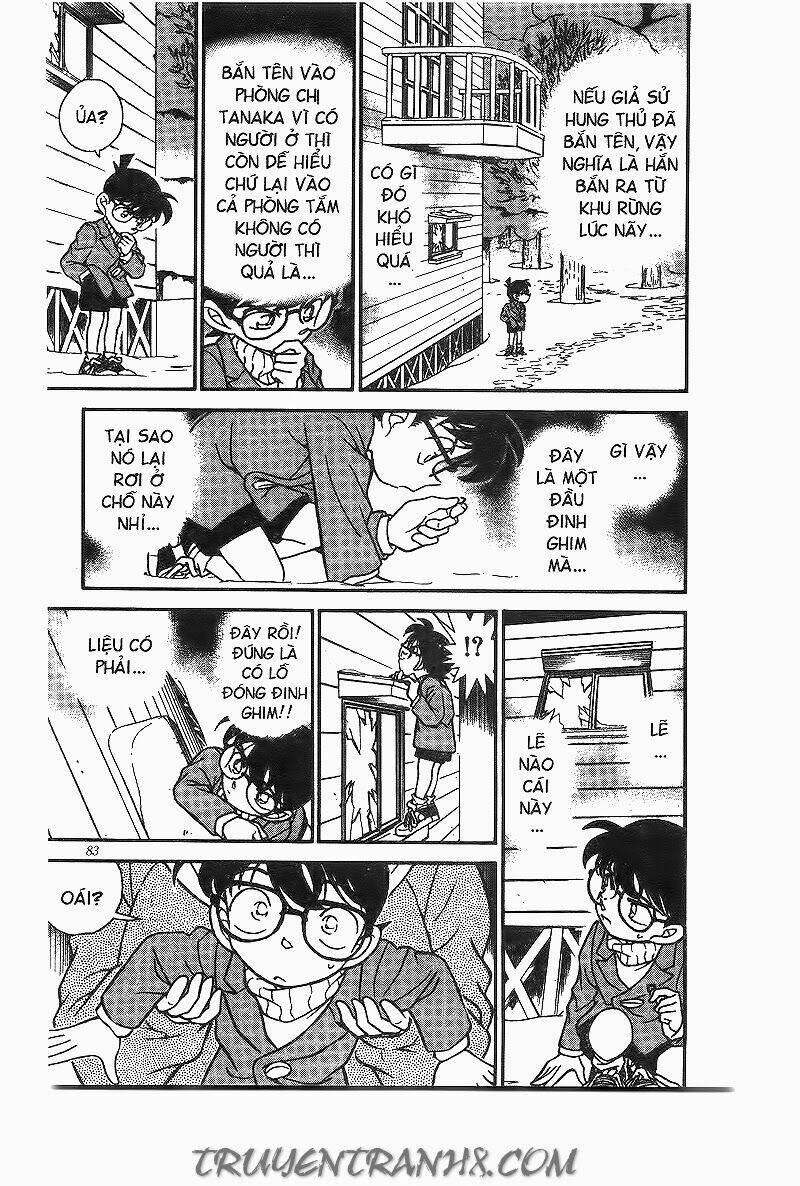 NẾU GIẢ SỬ
HUNG THỦ ĐÃ
BẮN TÊN, VẬY
NGHĨA LÀ HẮN
BẮN RA TỪ
KHU RỪNG
LÚC NÃY...
CÓ GÌ
ĐÓ
KHÓ
HIỂU
QUÁ
...
BẮN TÊN VÀO
PHÒNG CHỊ
TANAKA VÌ CÓ
NGƯỜI Ở THÌ
CÒN DỄ HIỂU
CHỨ LẠI VÀO
CẢ PHÒNG TẮM
KHÔNG CÓ
NGƯỜI THÌ
QUẢ LÀ...
ỦA?
GÌ VẬY
...
ĐÂY
LÀ MỘT
ĐẦU
ĐINH
GHIM
MÀ...
TẠI SAO
NÓ LẠI
RƠI Ở
CHỖ NÀY
NHỈ...
LẼ
...
LẼ
NÀO
CÁI
NÀY
...
!?
ĐÂY RỒI!
ĐÚNG LÀ
CÓ LỖ
ĐÓNG ĐINH
GHIM!!
LIỆU CÓ
PHẢI...
83
OÁI?
TRUYENTRANH8.COM